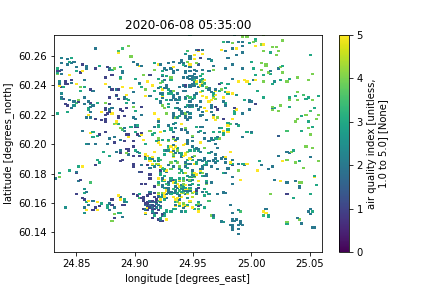 2020-06-08 05:35:00
60.26
60.24
60.22
60.20
60.18
60.16
60.14
latitude [degrees_north]
24.85 24.90 24.95 25.00 25.05
longitude [degrees_east]
5
4
3
2
1
0
air quality index [unitless,
1.0 to 5.0] [None]